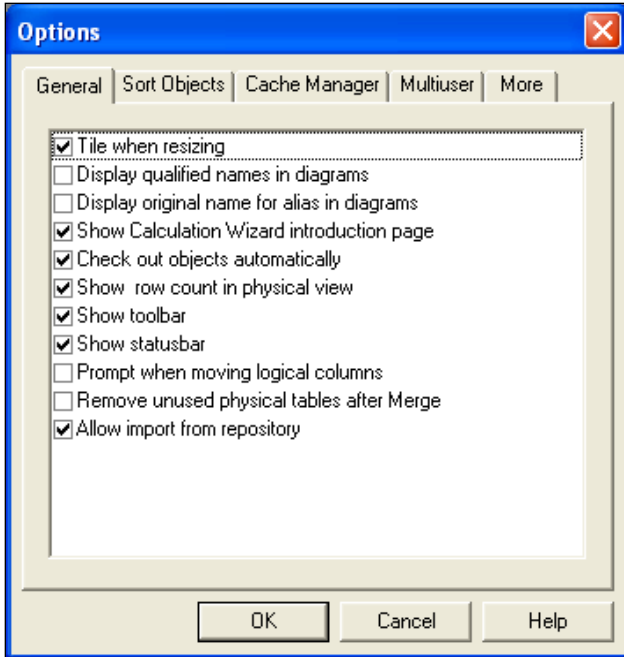 Options
General Sort Objects Cache Manager Multiuser More
Tile when resizing
Display qualified names in diagrams
Display original name for alias in diagrams
Show Calculation Wizard introduction page
Check out objects automatically
Show row count in physical view
Show toolbar
Show statusbar
Prompt when moving logical columns
Remove unused physical tables after Merge
Allow import from repository
OK Cancel Help